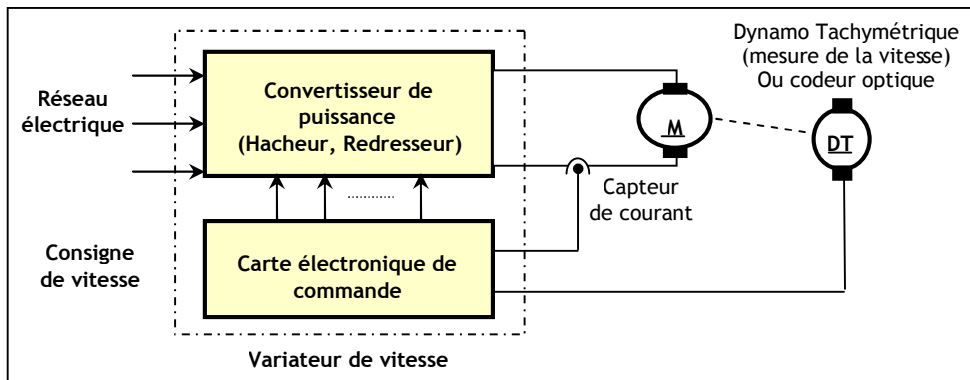 Dynamo Tachymétrique
(mesure de la vitesse)
Ou codeur optique
Réseau
électrique
Convertisseur de
puissance
(Hacheur, Redresseur)
M
DT
Capteur
de courant
Consigne
de vitesse
Carte électronique de
commande
Variateur de vitesse